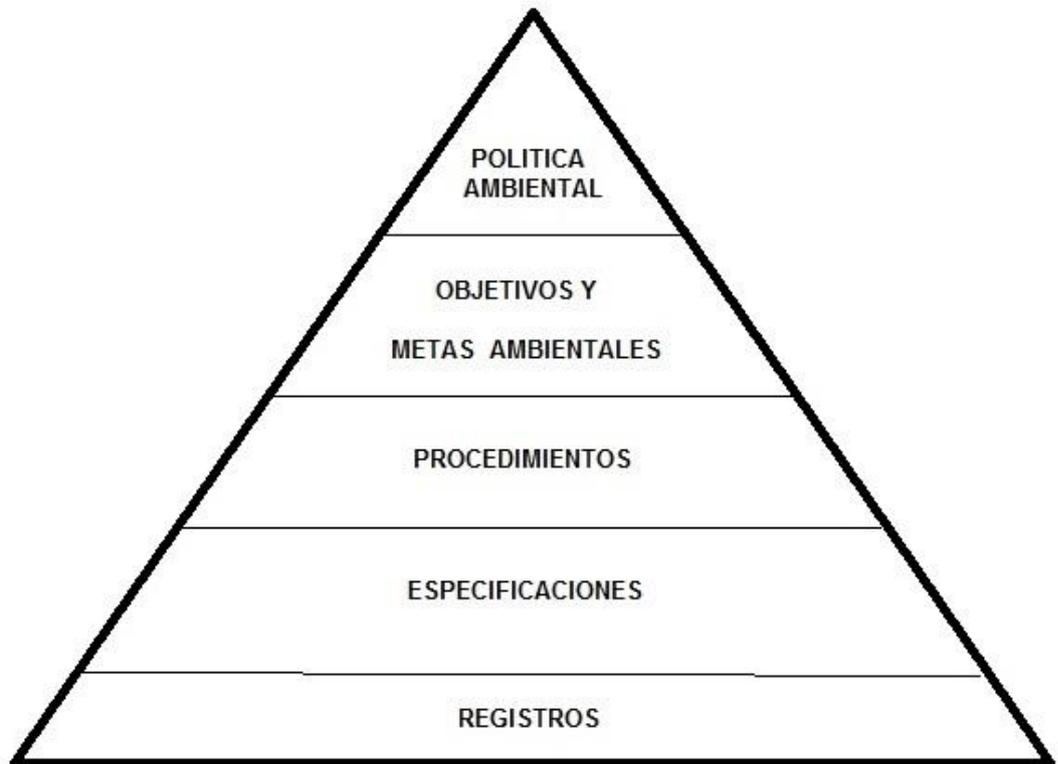 POLITICA
AMBIENTAL
OBJETIVOS Y
METAS AMBIENTALES
PROCEDIMIENTOS
ESPECIFICACIONES
REGISTROS